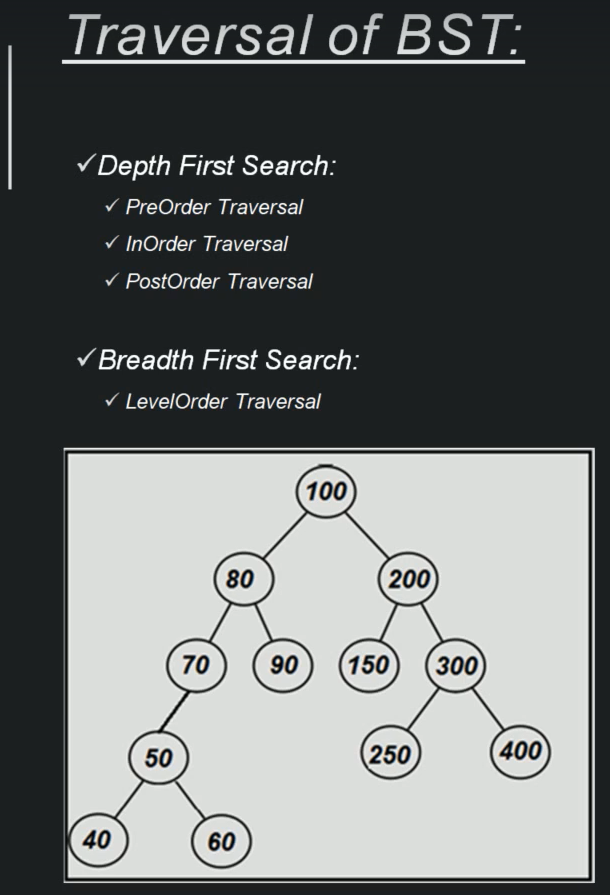 Traversal of BST:
✓Depth First Search:
✓ PreOrder Traversal
✓ InOrder Traversal
✓ PostOrder Traversal
✓Breadth First Search:
✓ LevelOrder Traversal
100
80 200
70 90 150 300
50 250 400
40 60